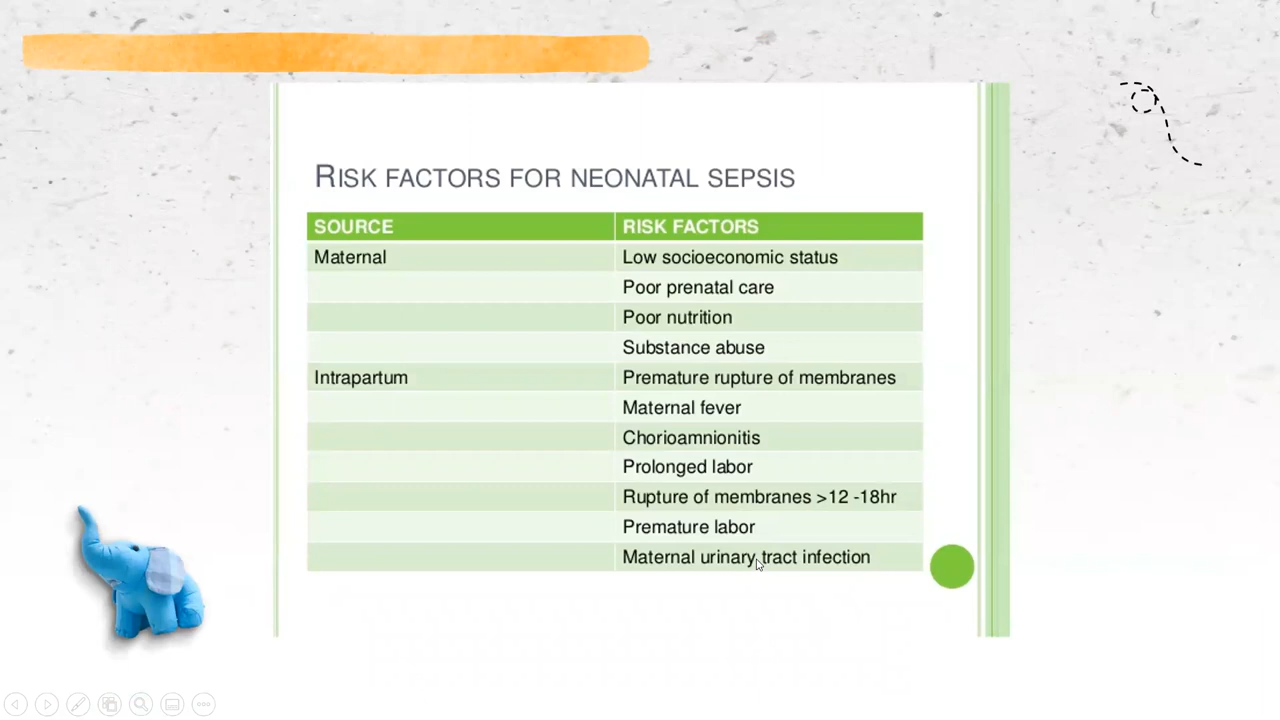 RISK FACTORS FOR NEONATAL SEPSIS
SOURCE RISK FACTORS
Maternal Low socioeconomic status
Poor prenatal care
Poor nutrition
Substance abuse
Intrapartum Premature rupture of membranes
Maternal fever
Chorioamnionitis
Prolonged labor
Rupture of membranes >12 -18hr
Premature labor
Maternal urinary tract infection